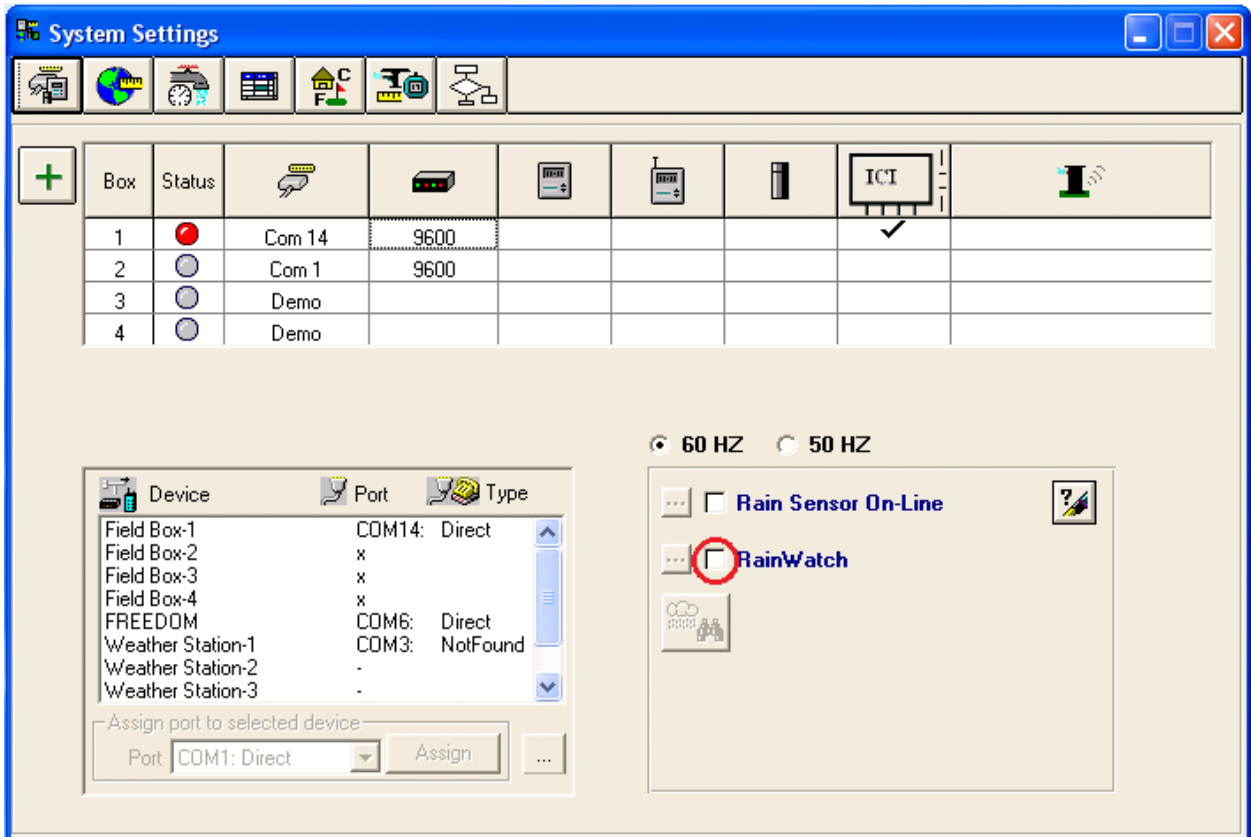 System Settings
C
F
Box Status ICI
1 Com 14 9600
2 Com 1 9600
3 Demo
4 Demo
60 HZ 50 HZ
Device Port Type
Field Box-1 COM14: Direct
Field Box-2 x
Field Box-3 x
Field Box-4 x
FREEDOM COM6: Direct
Weather Station-1 COM3: NotFound
Weather Station-2 -
Weather Station-3 -
Assign port to selected device
Port COM1: Direct Assign ...
... Rain Sensor On-Line ?
... RainWatch